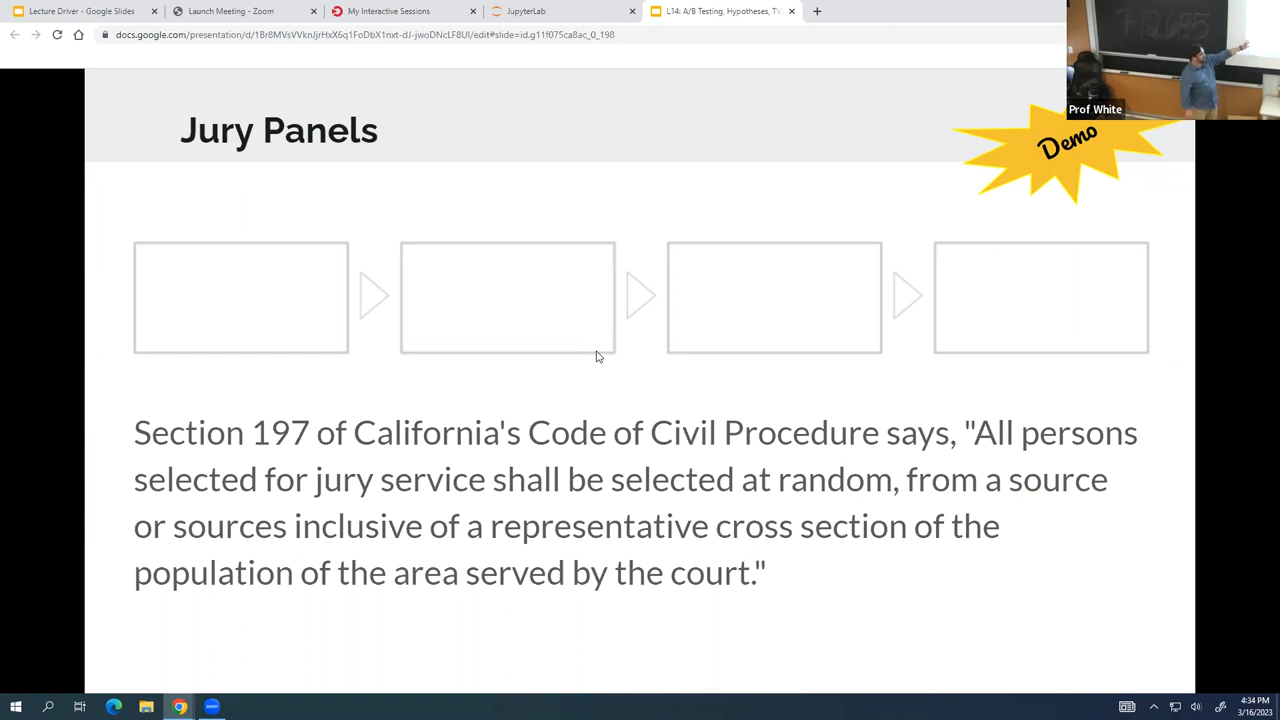 Lecture Driver - Google Slides
Launch Meeting - Zoom
My Interactive Sessions
JupyterLab
L14: A/B Testing, Hypotheses, TV
docs.google.com/presentation/d/1Br8MVsVVknJjrHxX6q1FoDbX1nxt-dJ-jwoDNcLF8UI/edit#slide=id.g11f075ca8ac_0_198
712685
Prof White
Jury Panels
Demo
Section 197 of California's Code of Civil Procedure says, "All persons
selected for jury service shall be selected at random, from a source
or sources inclusive of a representative cross section of the
population of the area served by the court."
4:34 PM
3/16/2023